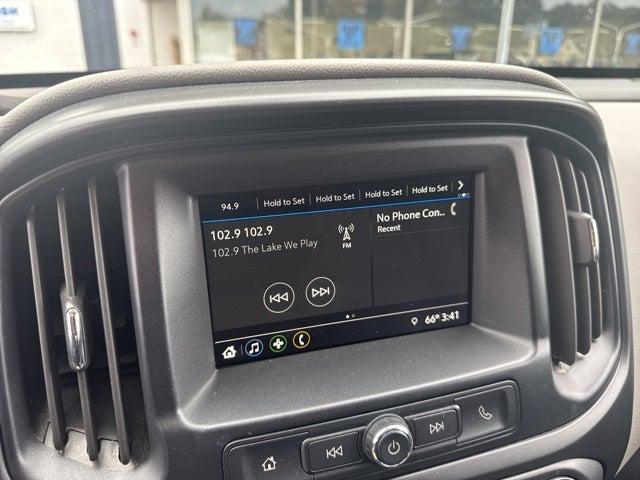 94.9 Hold to Set Hold to Set Hold to Set Hold to Set
102.9 102.9
102.9 The Lake We Play
FM
No Phone Con..
Recent
66° 3:41